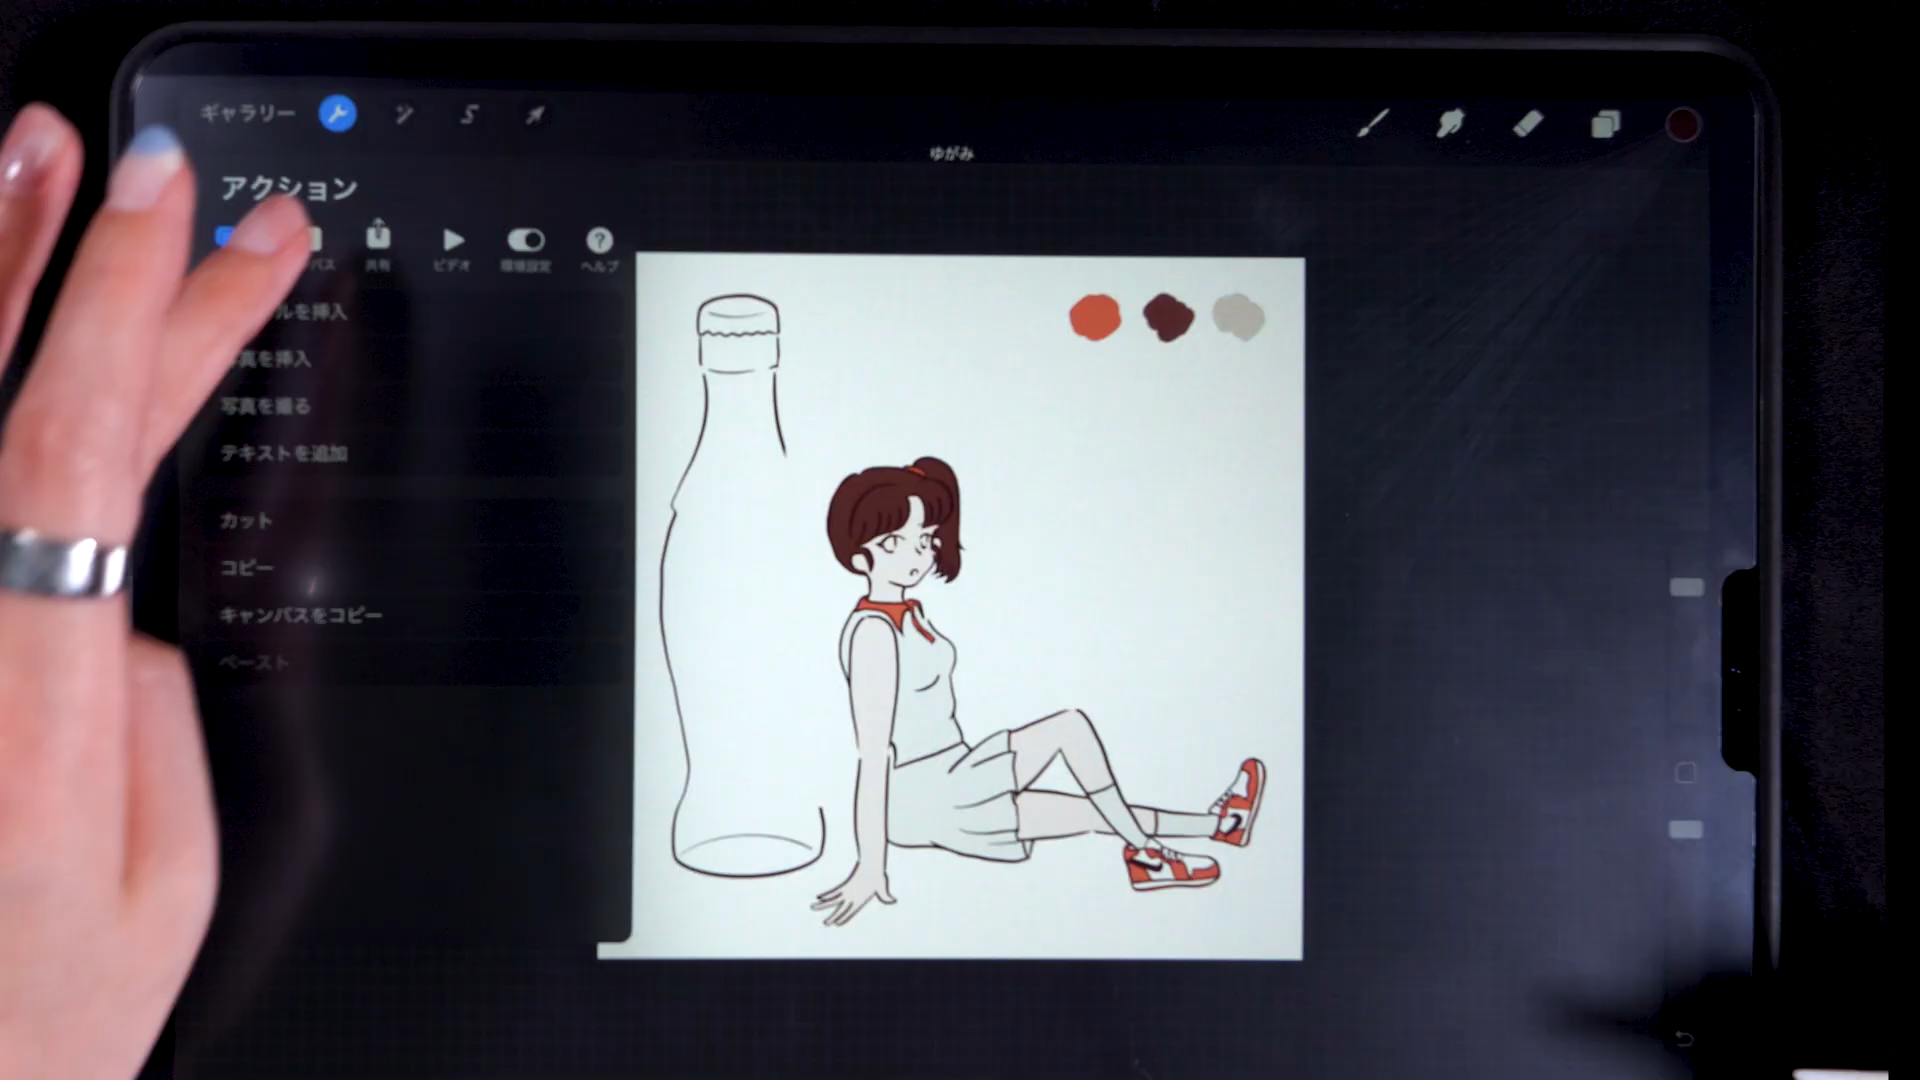 ギャラリー
ゆがみ
アクション
共有
ビデオ
環境設定
ヘルプ
ルを挿入
真を挿入
写真を撮る
テキストを追加
カット
コピー
キャンバスをコピー
ペースト